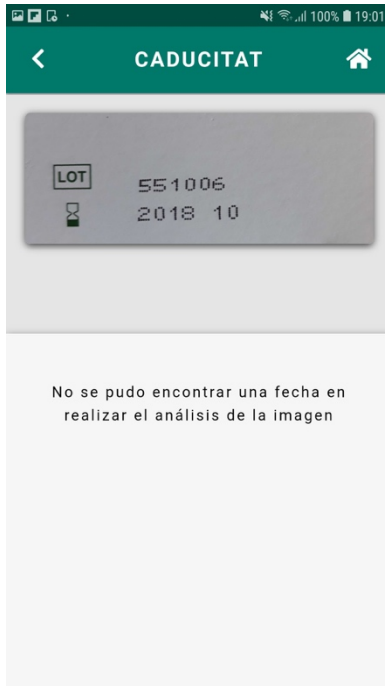 100% 19:01
CADUCITAT
LOT 551006
2018 10
No se pudo encontrar una fecha en
realizar el análisis de la imagen